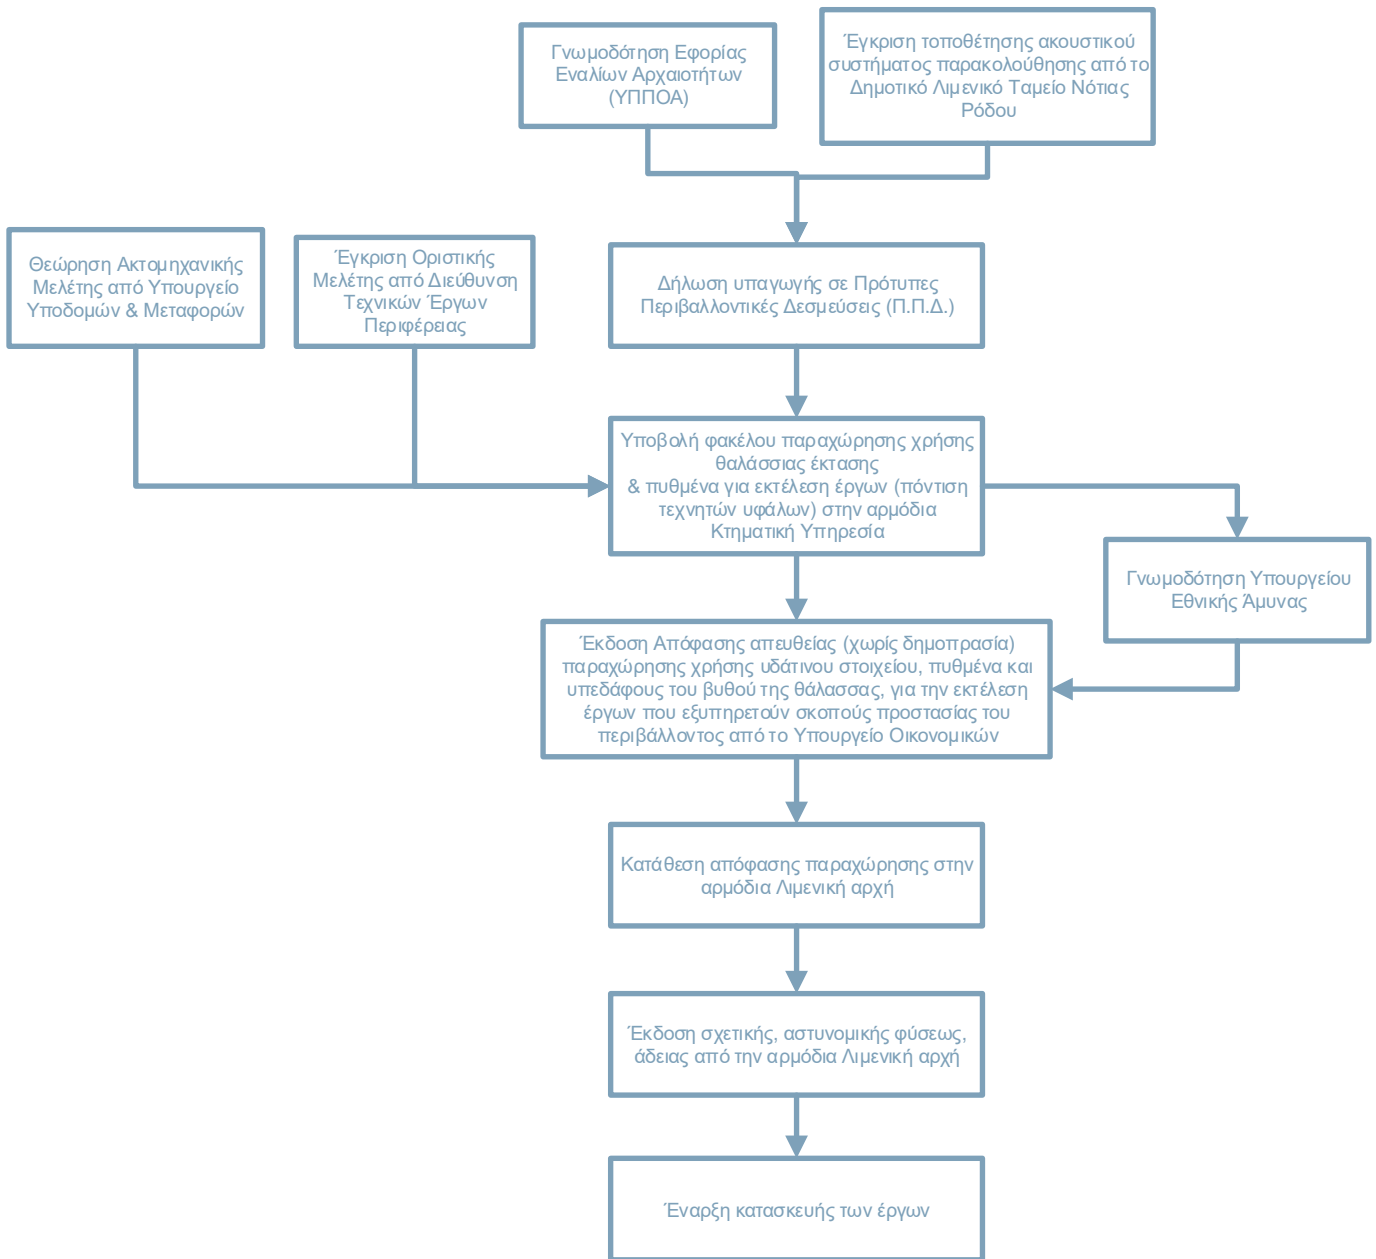 Γνωμοδότηση Εφορίας
Εναλίων Αρχαιοτήτων
(ΥΠΠΟΑ)
Έγκριση τοποθέτησης ακουστικού
συστήματος παρακολούθησης από το
Δημοτικό Λιμενικό Ταμείο Νότιας
Ρόδου
Θεώρηση Ακτομηχανικής
Μελέτης από Υπουργείο
Υποδομών & Μεταφορών
Έγκριση Οριστικής
Μελέτης από Διεύθυνση
Τεχνικών Έργων
Περιφέρειας
Δήλωση υπαγωγής σε Πρότυπες
Περιβαλλοντικές Δεσμεύσεις (Π.Π.Δ.)
Υποβολή φακέλου παραχώρησης χρήσης
θαλάσσιας έκτασης
& πυθμένα για εκτέλεση έργων (πόντιση
τεχνητών υφάλων) στην αρμόδια
Κτηματική Υπηρεσία
Γνωμοδότηση Υπουργείου
Εθνικής Άμυνας
Έκδοση Απόφασης απευθείας (χωρίς δημοπρασία)
παραχώρησης χρήσης υδάτινου στοιχείου, πυθμένα και
υπεδάφους του βυθού της θάλασσας, για την εκτέλεση
έργων που εξυπηρετούν σκοπούς προστασίας του
περιβάλλοντος από το Υπουργείο Οικονομικών
Κατάθεση απόφασης παραχώρησης στην
αρμόδια Λιμενική αρχή
Έκδοση σχετικής, αστυνομικής φύσεως,
άδειας από την αρμόδια Λιμενική αρχή
Έναρξη κατασκευής των έργων